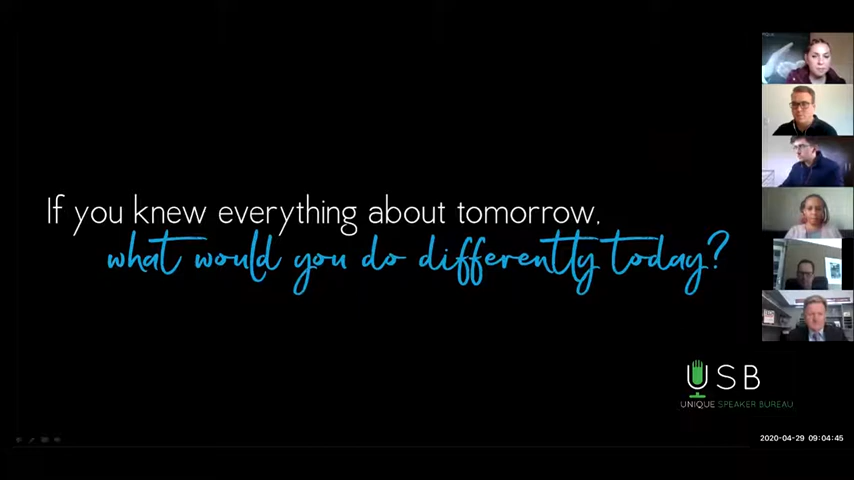 If you knew everything about tomorrow,
what would you do differently today?
USB
UNIQUE SPEAKER BUREAU
2020-04-29 09:04:45